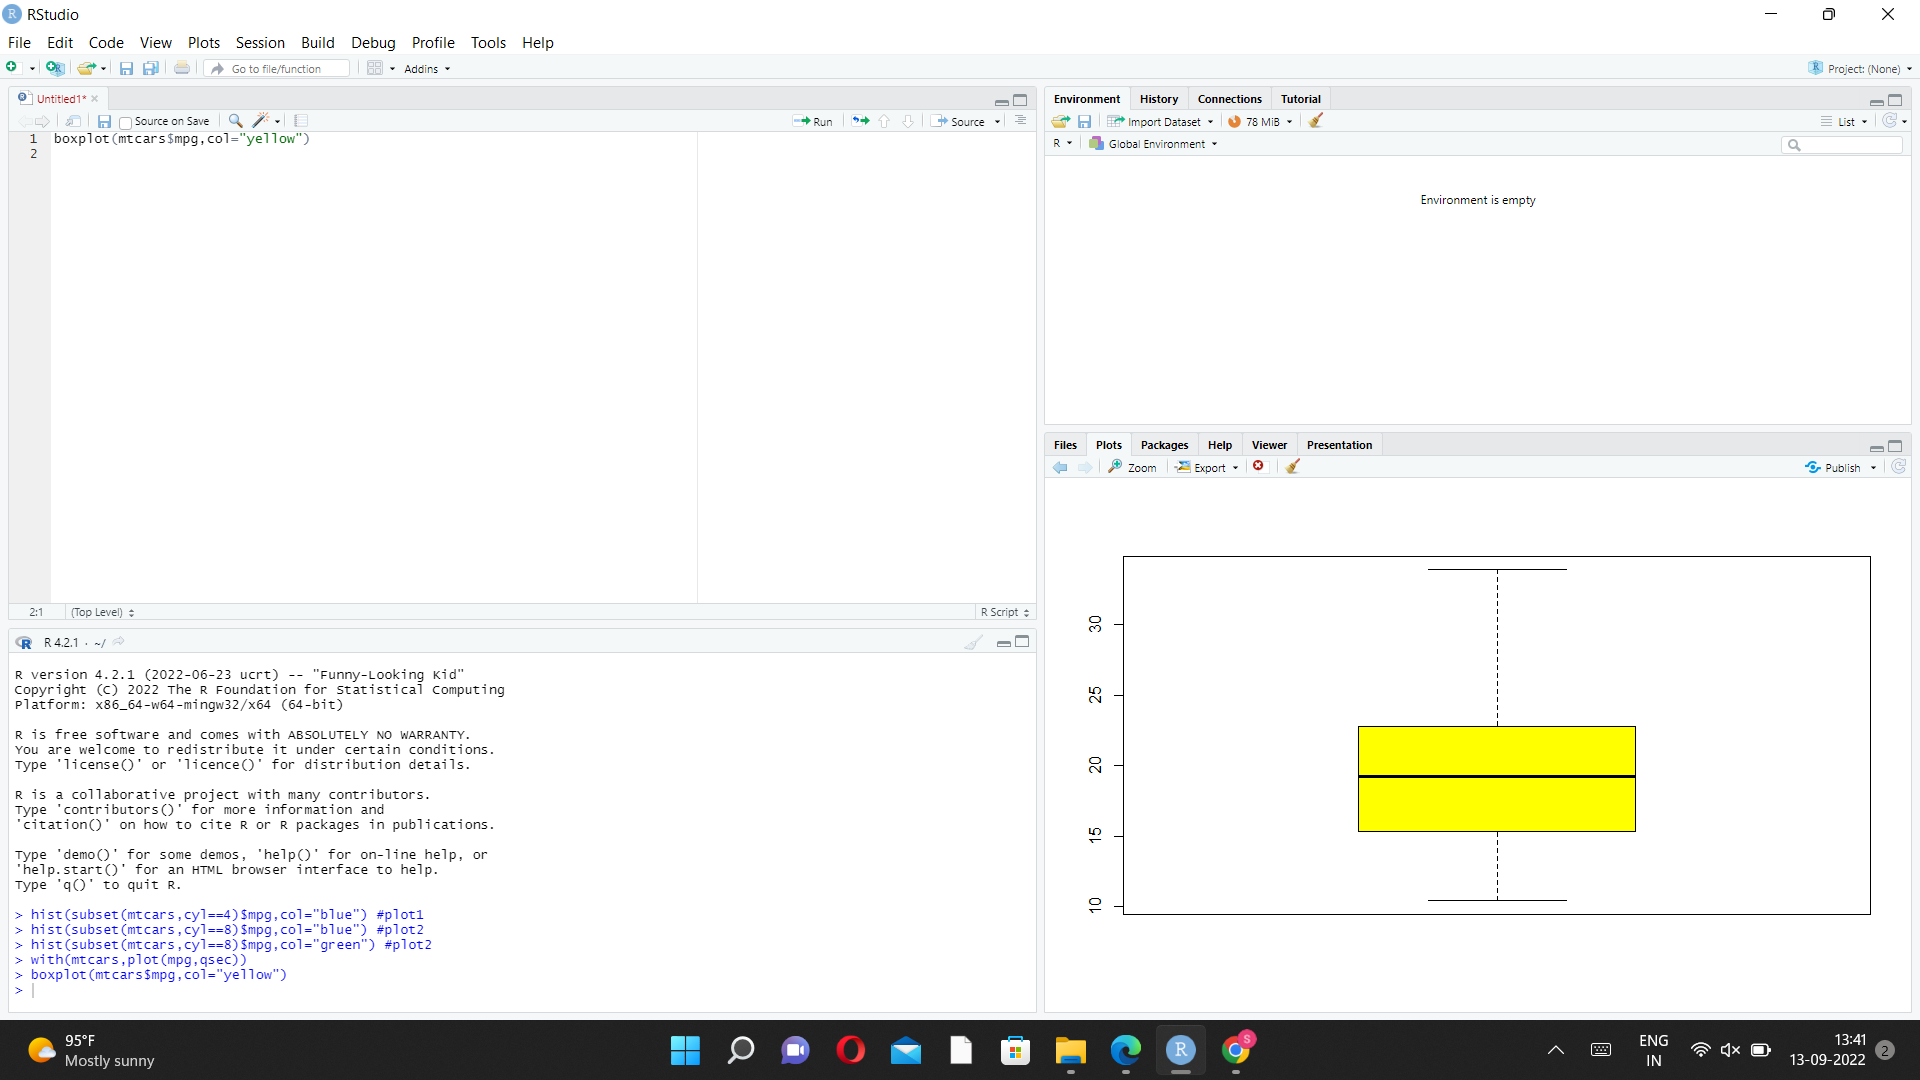 RStudio
File Edit Code View Plots Session Build Debug Profile Tools Help
Go to file/function Addins Project: (None)
Untitled1*
Source on Save Run Source
1 boxplot(mtcars$mpg,col="yellow")
2
2:1 (Top Level) R Script
R 4.2.1 · ~/
R version 4.2.1 (2022-06-23 ucrt) -- "Funny-Looking Kid"
Copyright (C) 2022 The R Foundation for Statistical Computing
Platform: x86_64-w64-mingw32/x64 (64-bit)
R is free software and comes with ABSOLUTELY NO WARRANTY.
You are welcome to redistribute it under certain conditions.
Type 'license()' or 'licence()' for distribution details.
R is a collaborative project with many contributors.
Type 'contributors()' for more information and
'citation()' on how to cite R or R packages in publications.
Type 'demo()' for some demos, 'help()' for on-line help, or
'help.start()' for an HTML browser interface to help.
Type 'q()' to quit R.
> hist(subset(mtcars,cyl==4)$mpg,col="blue") #plot1
> hist(subset(mtcars,cyl==8)$mpg,col="blue") #plot2
> hist(subset(mtcars,cyl==8)$mpg,col="green") #plot2
> with(mtcars,plot(mpg,qsec))
> boxplot(mtcars$mpg,col="yellow")
>
Environment History Connections Tutorial
Import Dataset 78 MiB List
R Global Environment
Environment is empty
Files Plots Packages Help Viewer Presentation
Zoom Export Publish
30
25
20
15
10
95°F
Mostly sunny
R
S
ENG
IN
13:41
13-09-2022
2